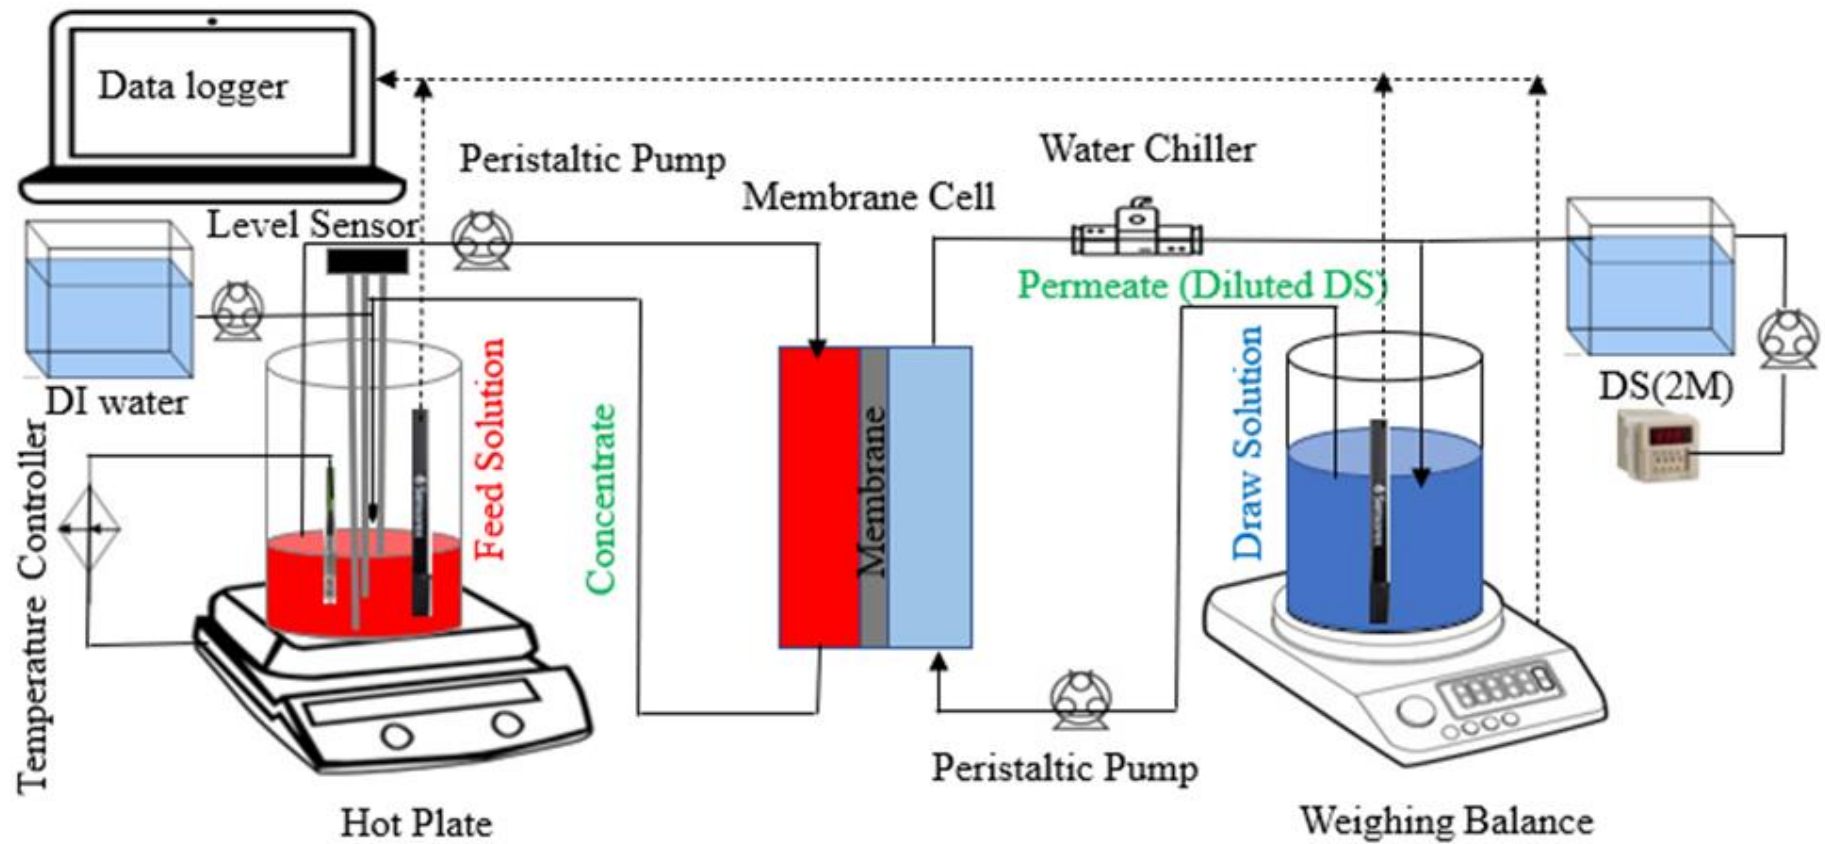 Data logger
Peristaltic Pump
Water Chiller
Membrane Cell
Level Sensor
Permeate (Diluted DS)
DI water
DS(2M)
Temperature Controller
Feed Solution
Concentrate
Membrane
Draw Solution
Peristaltic Pump
Hot Plate
Weighing Balance